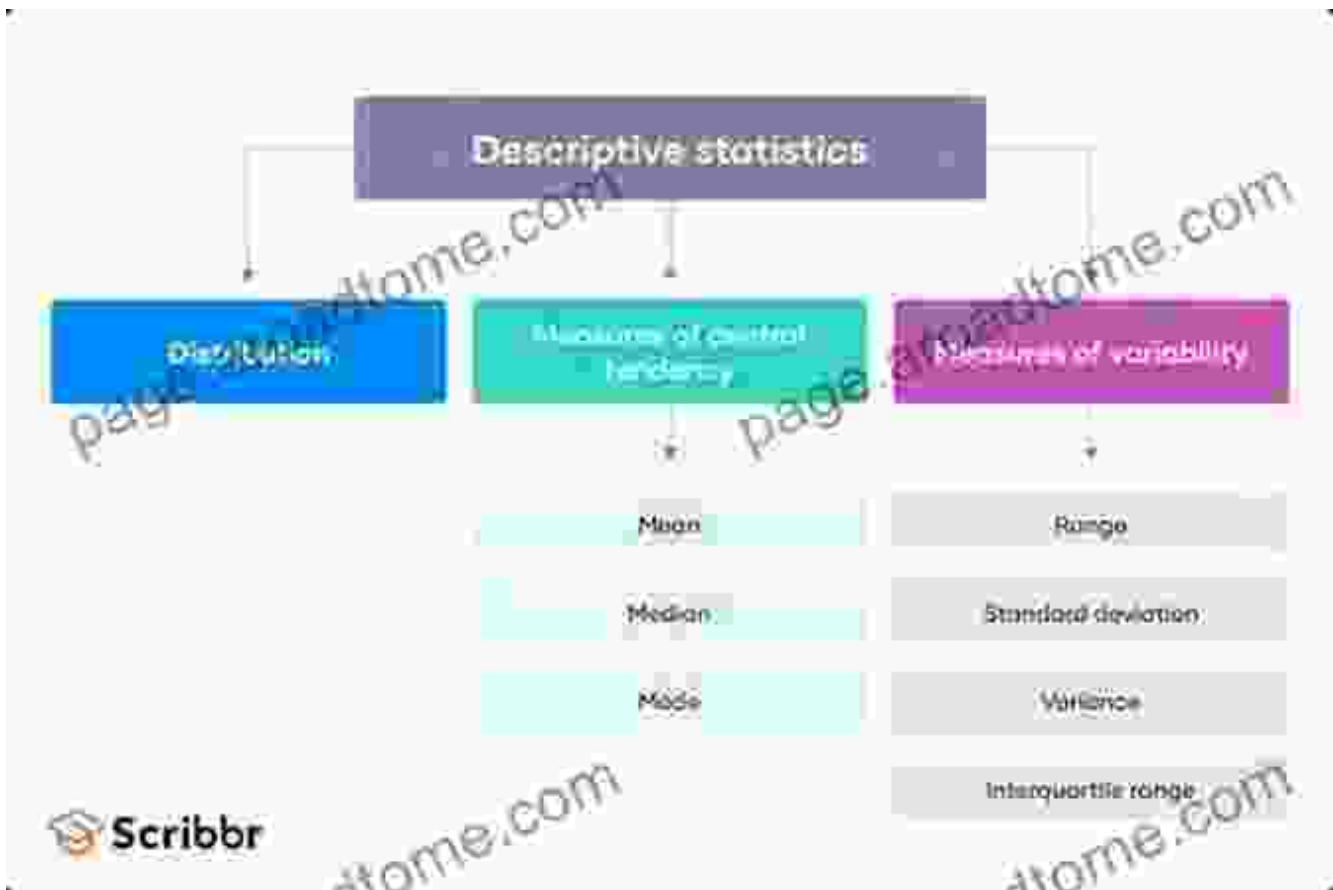 Descriptive statistics
Distribution
Measures of central
tendency
Measures of variability
Mean
Range
Median
Standard deviation
Mode
Variance
Interquartile range
Scribbr